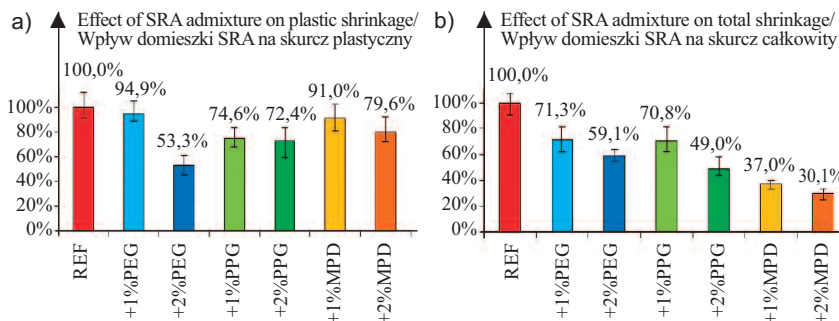 a)
Effect of SRA admixture on plastic shrinkage/
Wpływ domieszki SRA na skurcz plastyczny
100,0%
94,9%
53,3%
74,6%
72,4%
91,0%
79,6%
100%
80%
60%
40%
20%
0%
REF
+1%PEG
+2%PEG
+1%PPG
+2%PPG
+1%MPD
+2%MPD
b)
Effect of SRA admixture on total shrinkage/
Wpływ domieszki SRA na skurcz całkowity
100,0%
71,3%
59,1%
70,8%
49,0%
37,0%
30,1%
100%
80%
60%
40%
20%
0%
REF
+1%PEG
+2%PEG
+1%PPG
+2%PPG
+1%MPD
+2%MPD